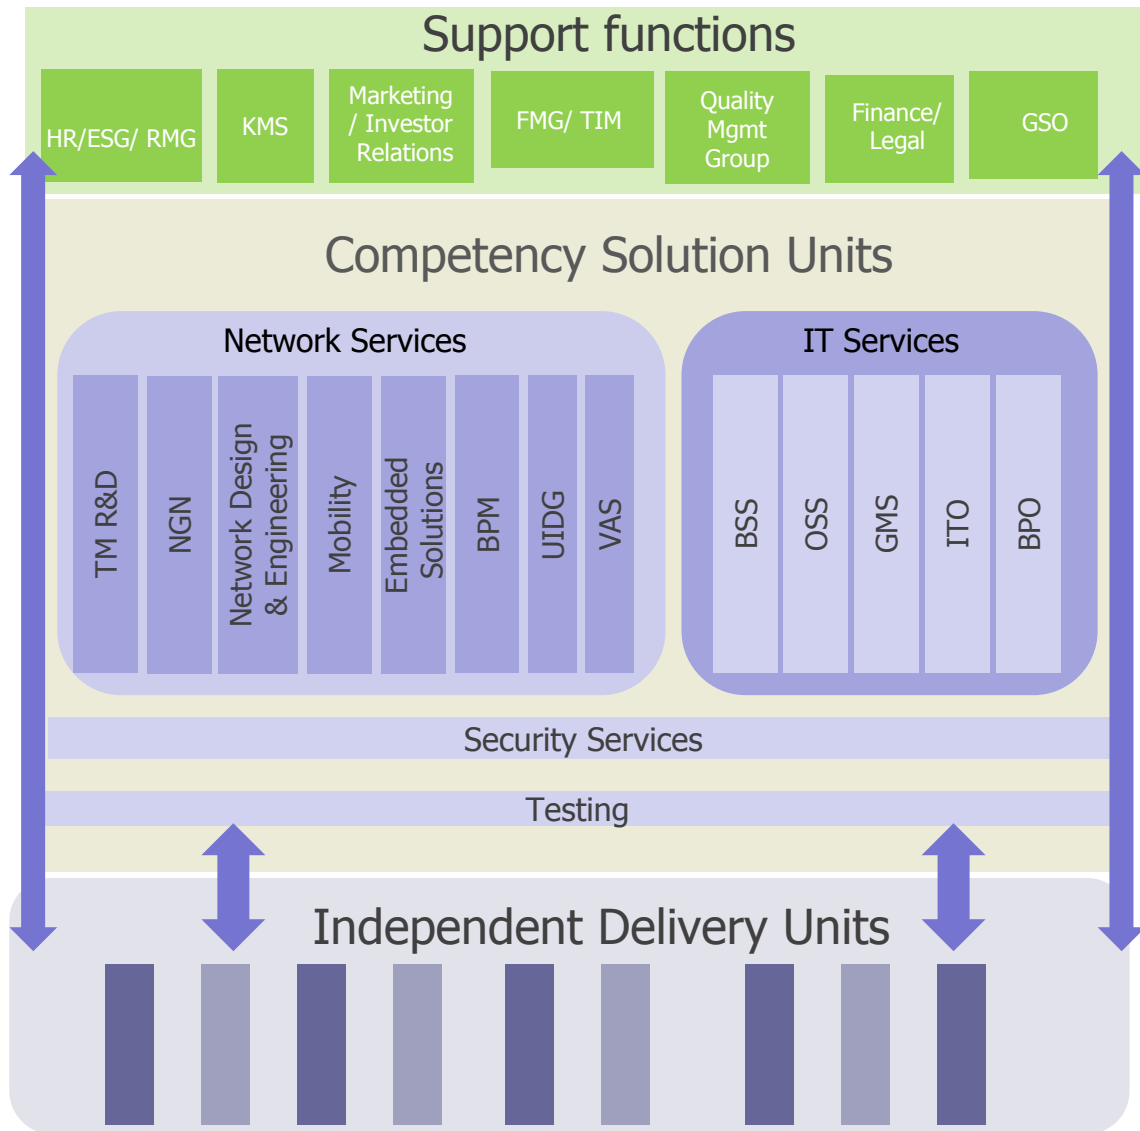 Support functions
HR/ESG/ RMG
KMS
Marketing
/ Investor
Relations
FMG/ TIM
Quality
Mgmt
Group
Finance/
Legal
GSO
Competency Solution Units
Network Services
TM R&D
NGN
Network Design
& Engineering
Mobility
Embedded
Solutions
BPM
UIDG
VAS
IT Services
BSS
OSS
GMS
ITO
BPO
Security Services
Testing
Independent Delivery Units